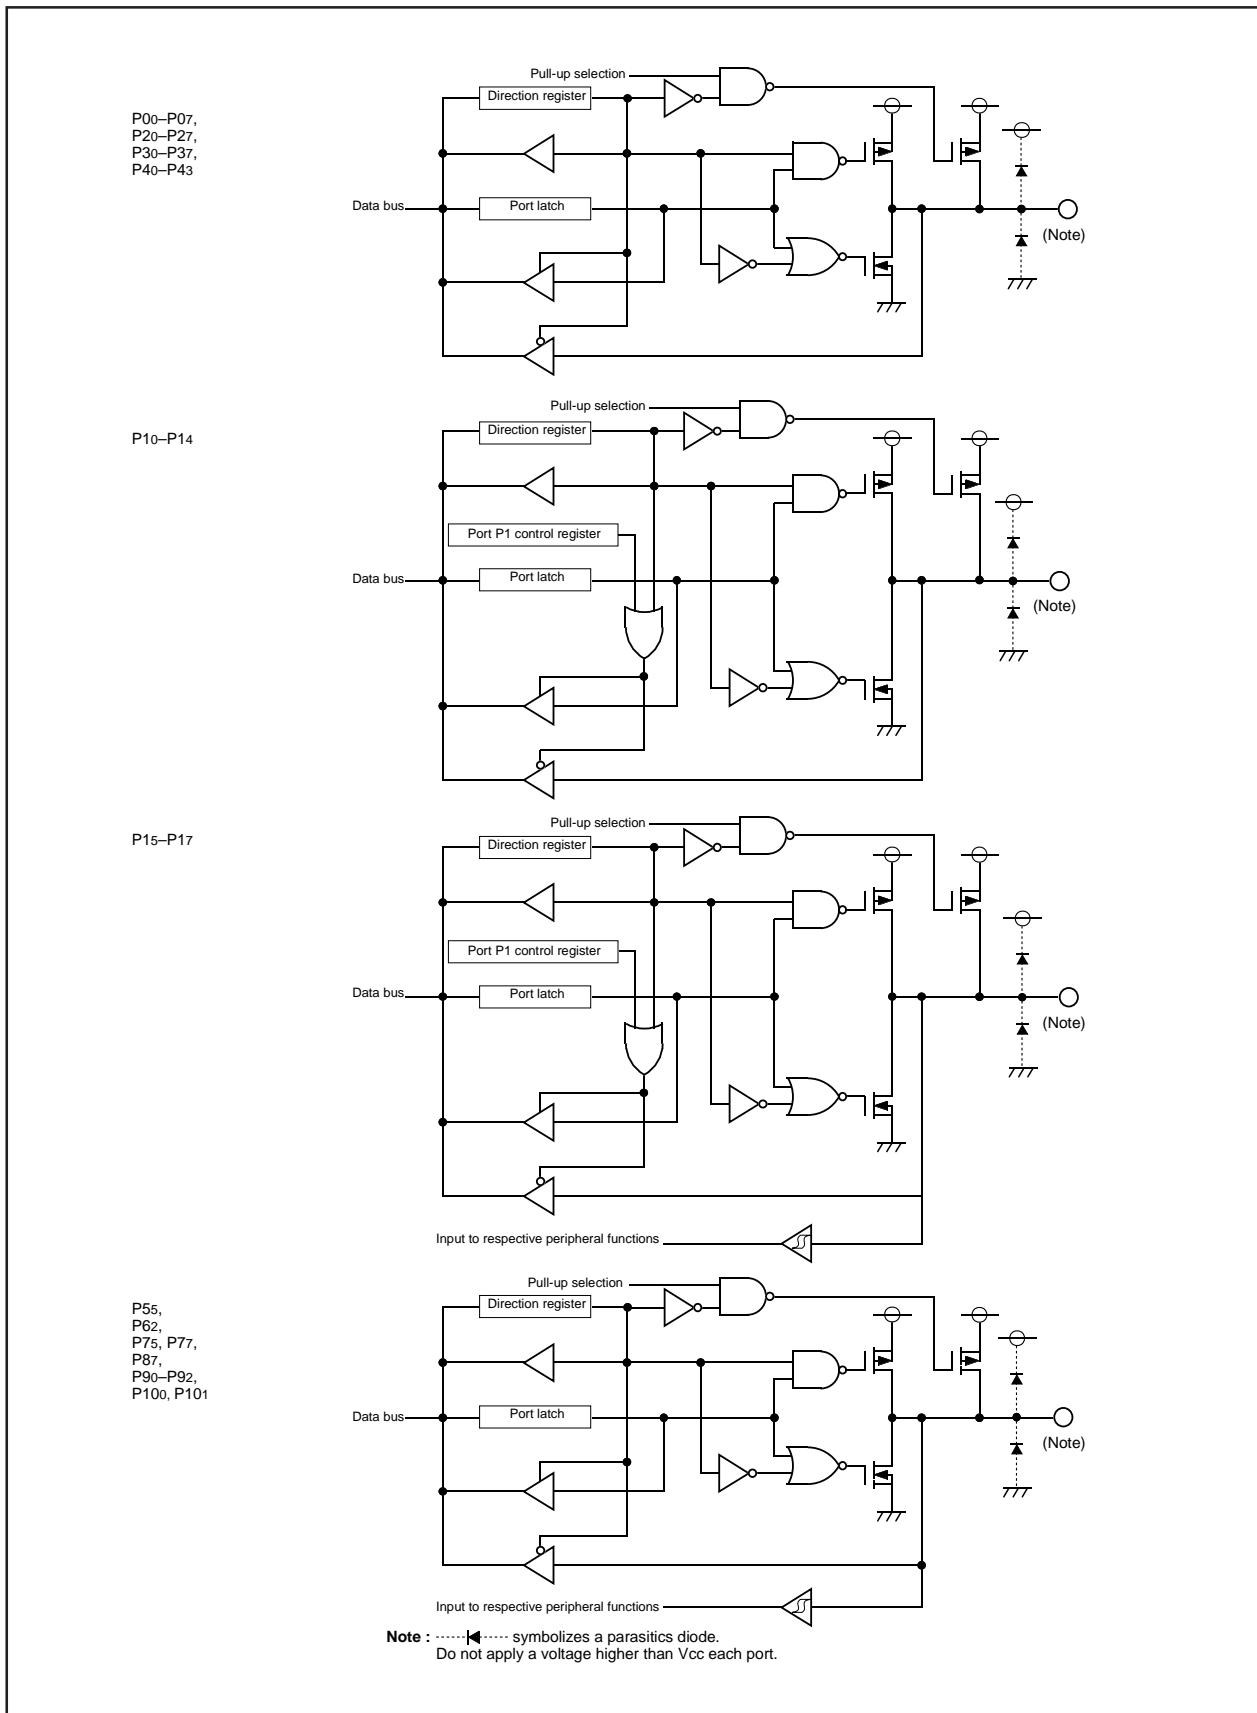 Pull-up selection
Direction register
P00–P07,
P20–P27,
P30–P37,
P40–P43
Data bus
Port latch
(Note)
Pull-up selection
Direction register
P10–P14
Port P1 control register
Data bus
Port latch
(Note)
Pull-up selection
Direction register
P15–P17
Port P1 control register
Data bus
Port latch
(Note)
Input to respective peripheral functions
Pull-up selection
Direction register
P55,
P62,
P75, P77,
P87,
P90–P92,
P100, P101
Data bus
Port latch
(Note)
Input to respective peripheral functions
Note : symbolizes a parasitics diode.
Do not apply a voltage higher than Vcc each port.